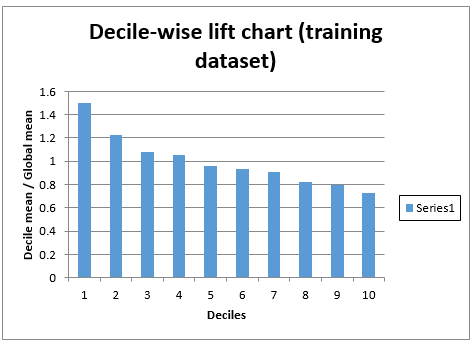 Decile-wise lift chart (training
dataset)
Decile mean / Global mean
1.6
1.4
1.2
1
0.8
0.6
0.4
0.2
0
1 2 3 4 5 6 7 8 9 10
Deciles
Series1